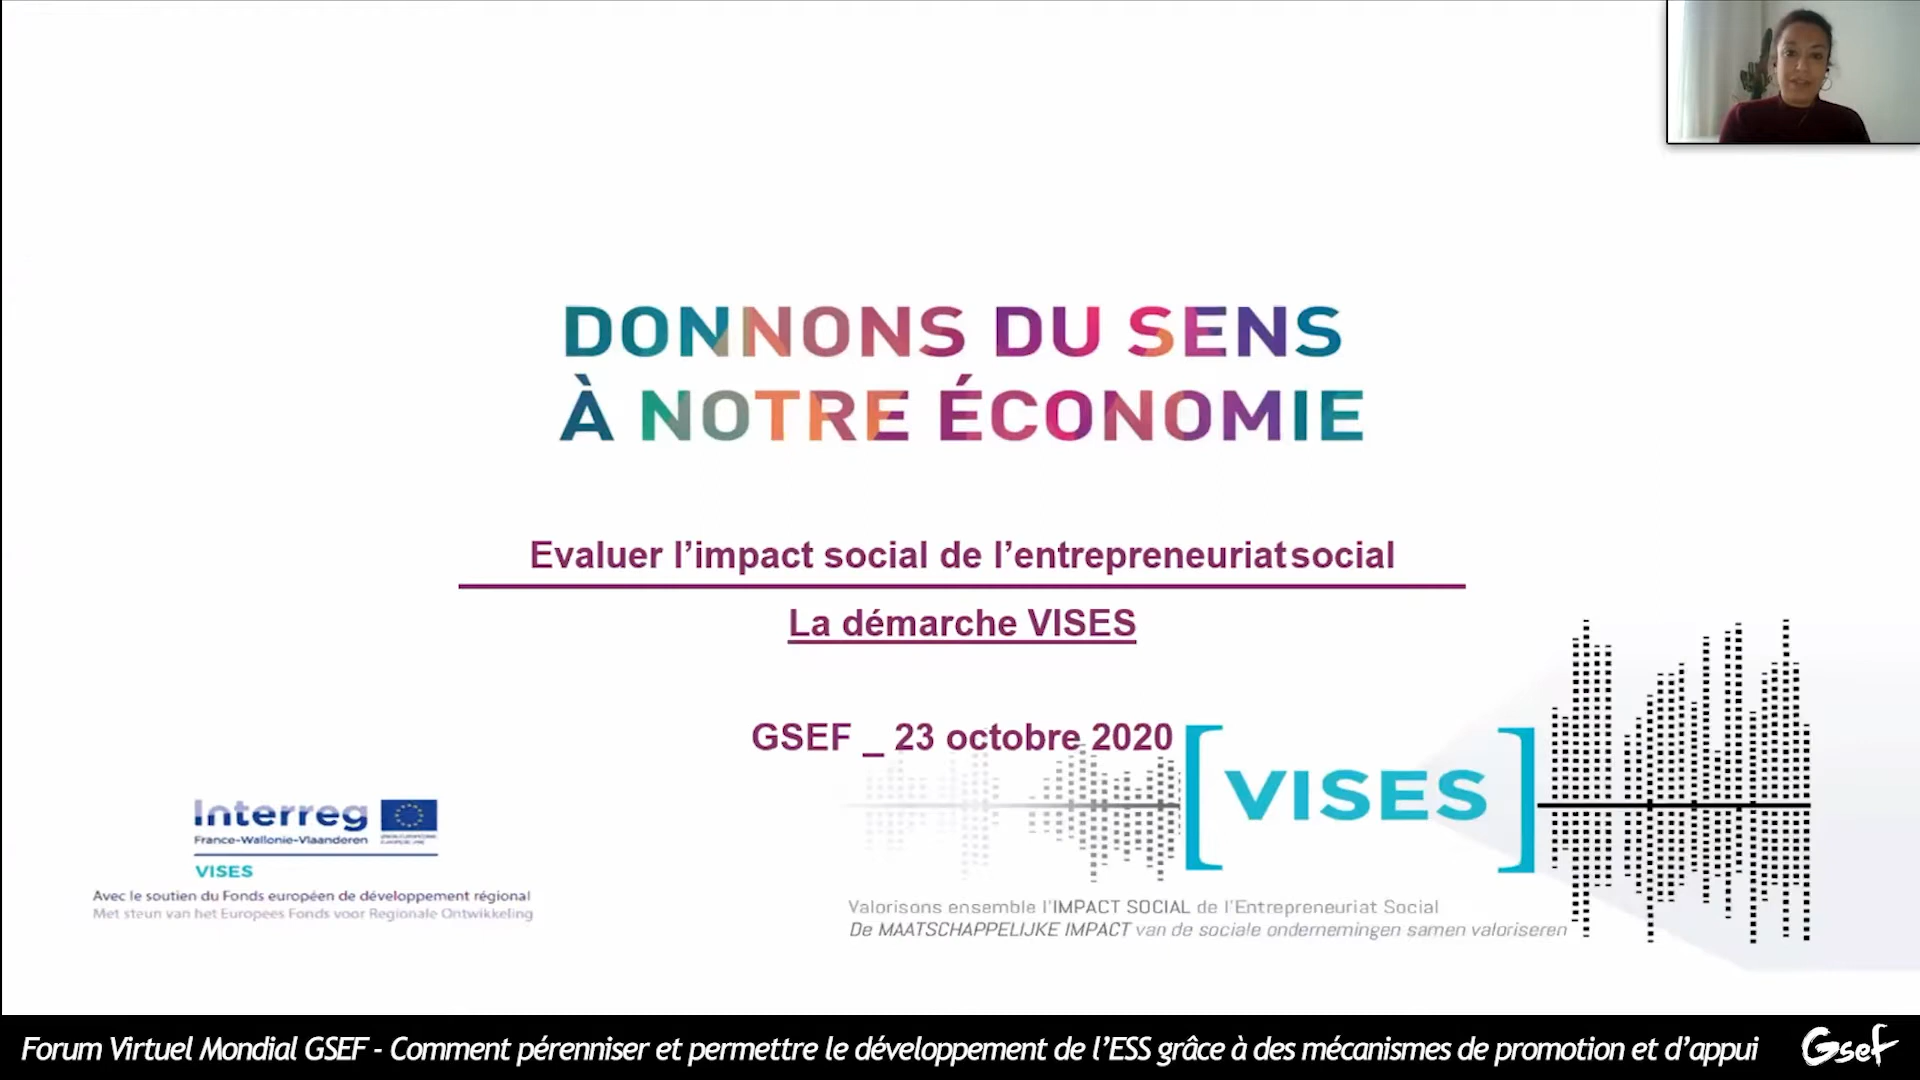 DONNONS DU SENS
À NOTRE ÉCONOMIE
Evaluer l’impact social de l’entrepreneuriat social
La démarche VISES
GSEF _ 23 octobre 2020
Interreg
France-Wallonie-Vlaanderen
VISES
Avec le soutien du Fonds européen de développement régional
Met steun van het Europees Fonds voor Regionale Ontwikkeling
[VISES]
Valorisons ensemble l'IMPACT SOCIAL de l'Entrepreneuriat Social
De MAATSCHAPPELIJKE IMPACT van de sociale ondernemingen samen valoriseren
Forum Virtuel Mondial GSEF - Comment pérenniser et permettre le développement de l’ESS grâce à des mécanismes de promotion et d’appui
Gsef